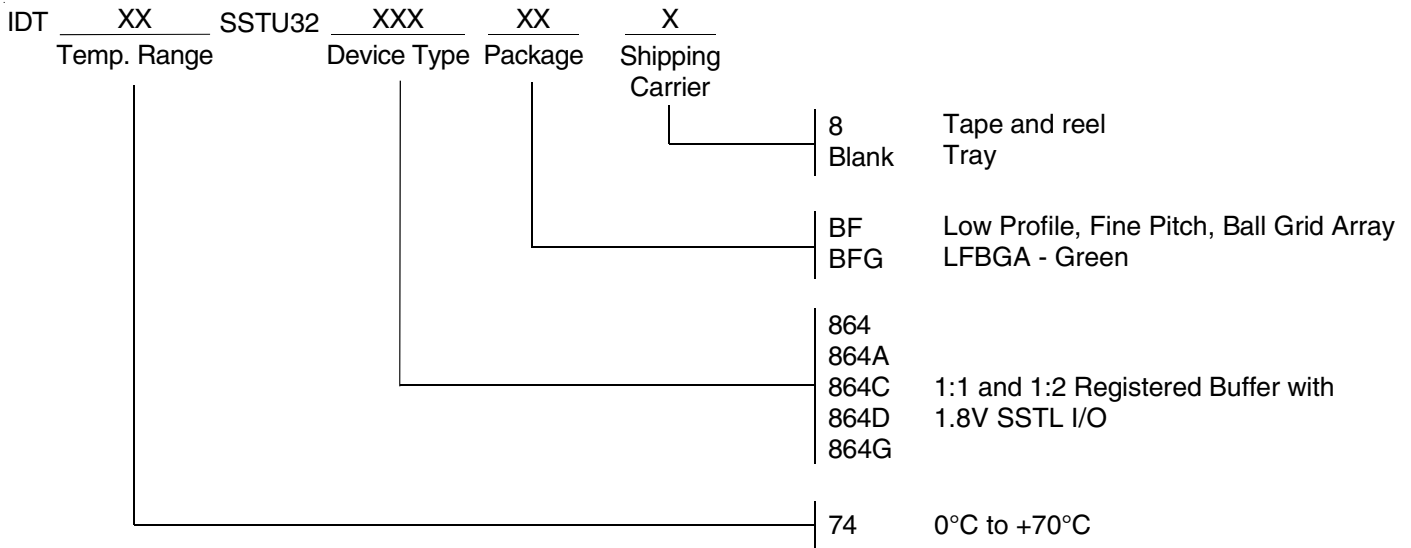 IDT XX SSTU32 XXX XX X
Temp. Range Device Type Package Shipping
Carrier
8 Tape and reel
Blank Tray
BF Low Profile, Fine Pitch, Ball Grid Array
BFG LFBGA - Green
864
864A
864C 1:1 and 1:2 Registered Buffer with
864D 1.8V SSTL I/O
864G
74 0°C to +70°C